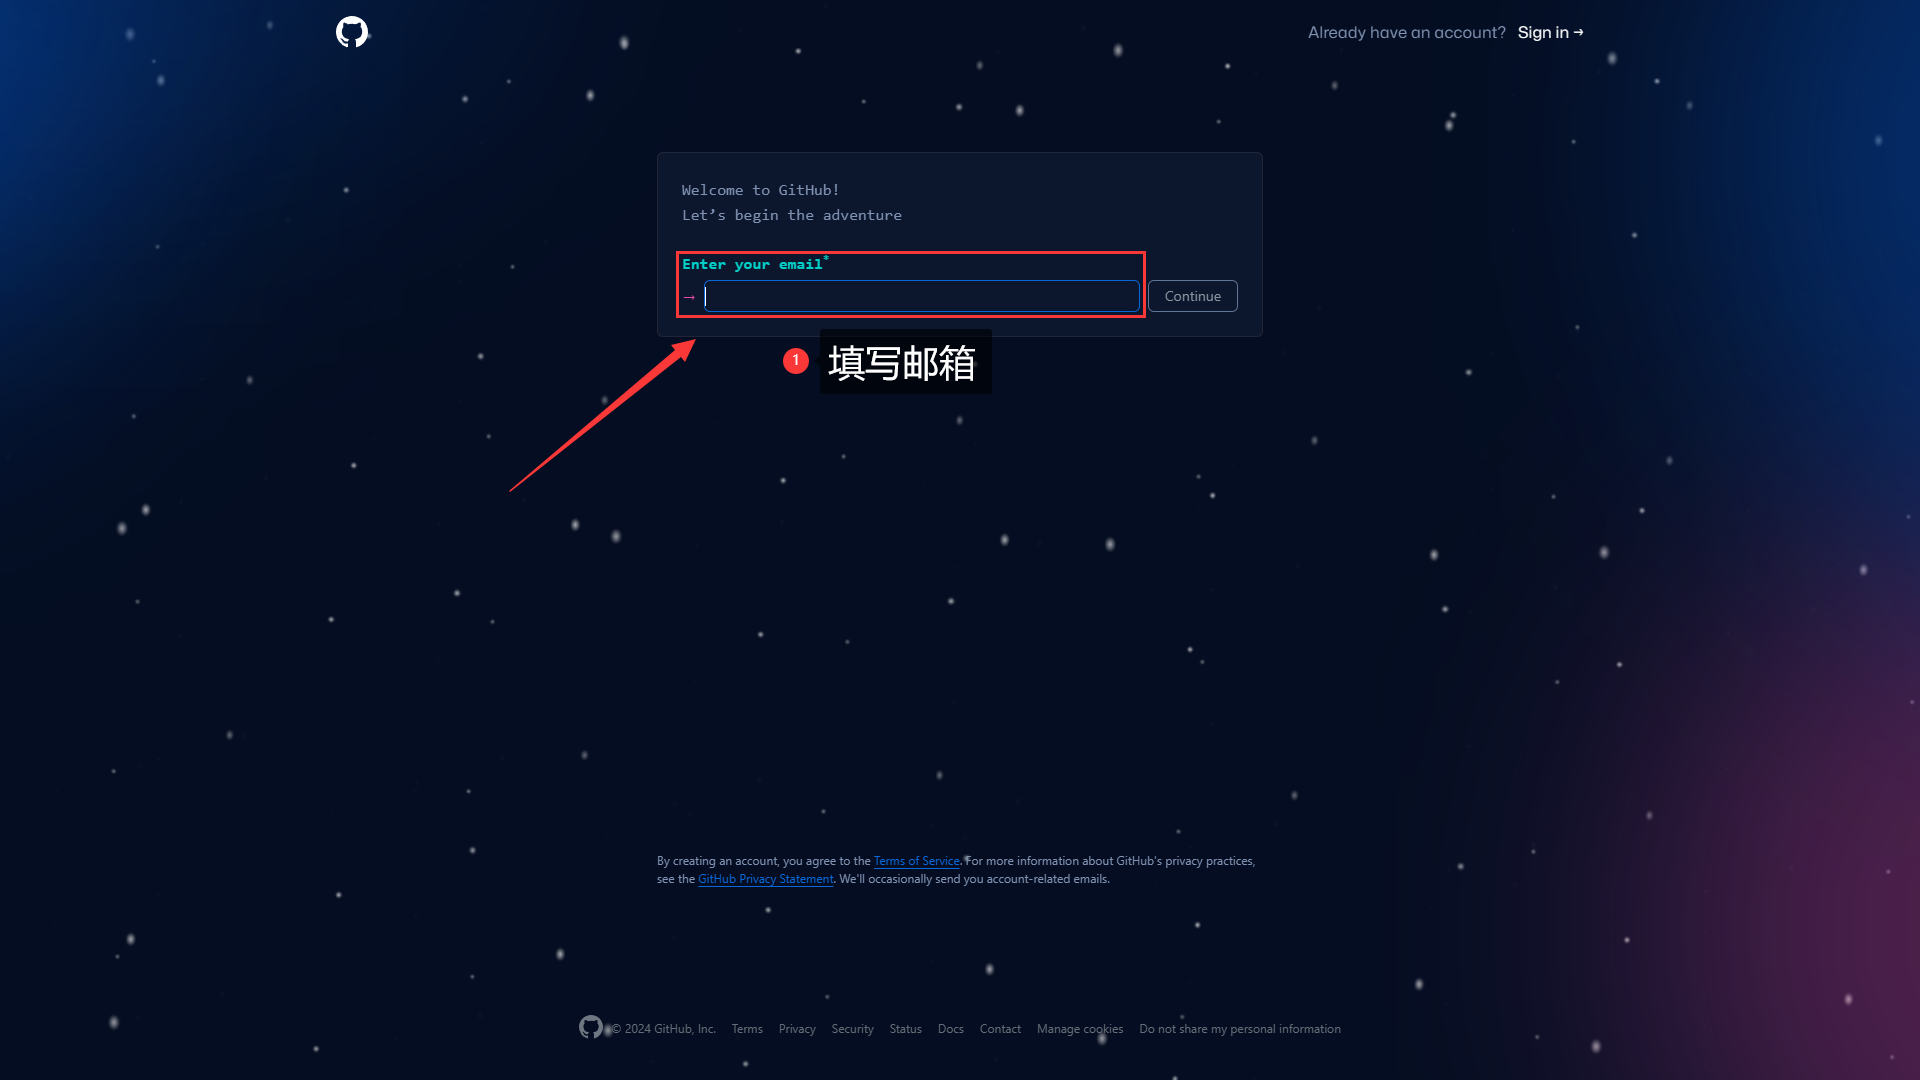 Already have an account? Sign in →
Welcome to GitHub!
Let’s begin the adventure
Enter your email*
→
Continue
1 填写邮箱
By creating an account, you agree to the Terms of Service. For more information about GitHub's privacy practices,
see the GitHub Privacy Statement. We'll occasionally send you account-related emails.
© 2024 GitHub, Inc. Terms Privacy Security Status Docs Contact Manage cookies Do not share my personal information